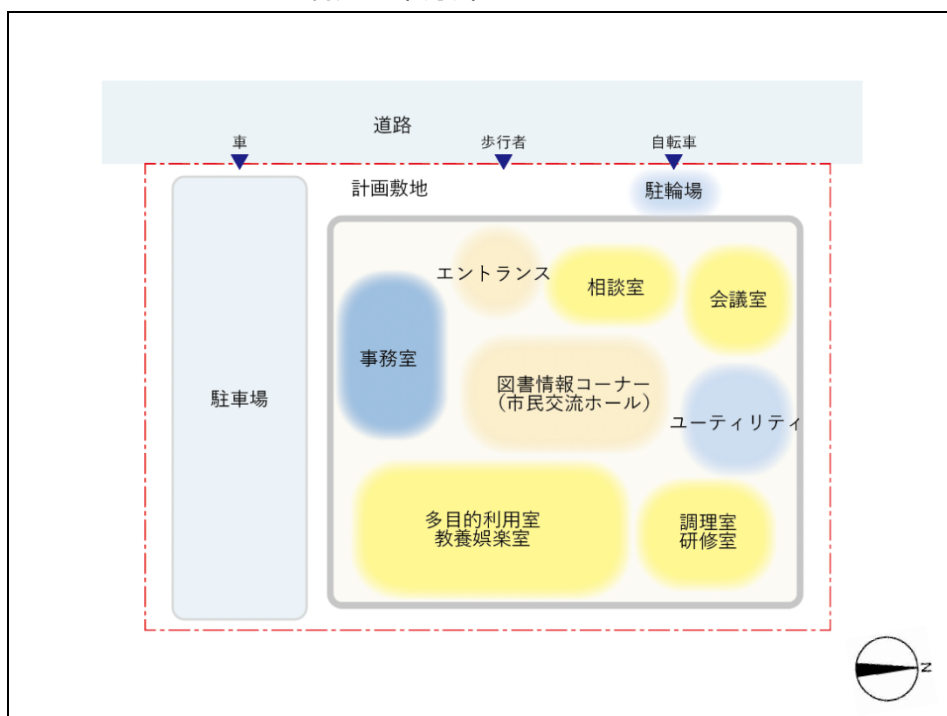 道路
車
歩行者
自転車
計画敷地
駐輪場
エントランス
相談室
会議室
事務室
図書情報コーナー
（市民交流ホール）
駐車場
ユーティリティ
多目的利用室
教養娯楽室
調理室
研修室
N